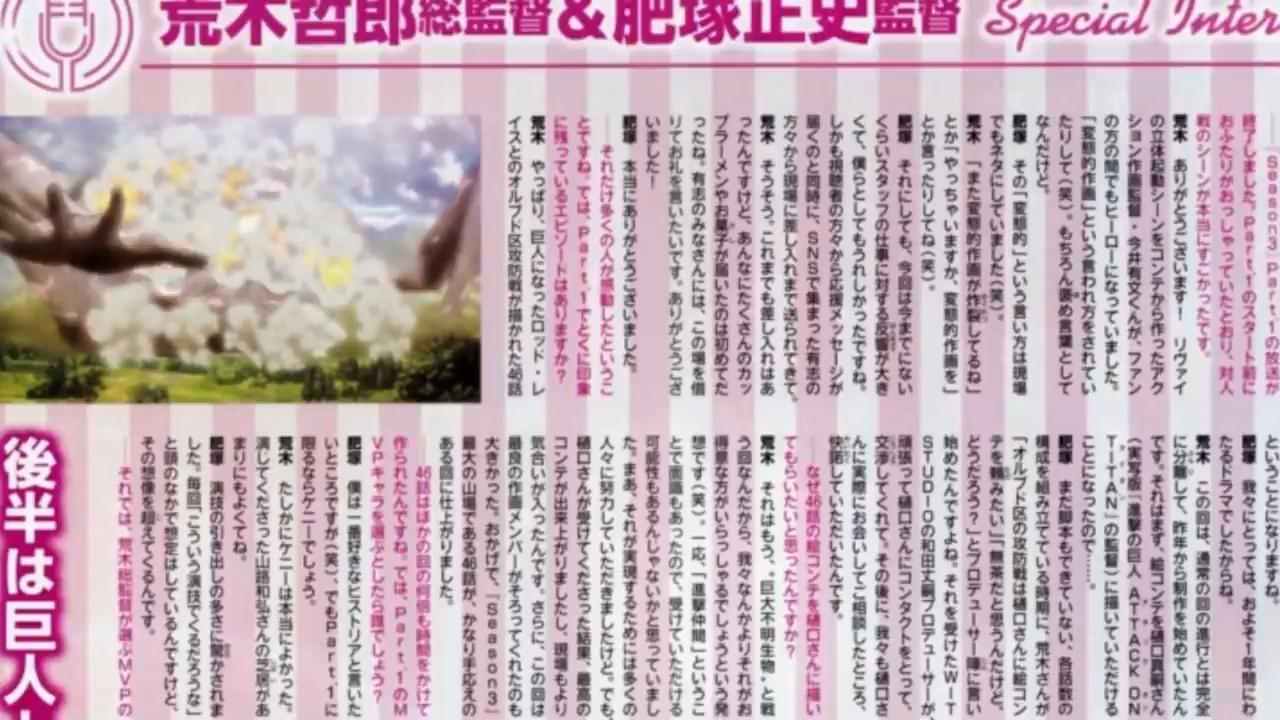 荒木哲郎総監督&肥塚正史監督 Special Inter
――「Season3」Part.1の放送が
終了しました。Part.1のスタート前に
おふたりがおっしゃっていたとおり、対人
戦のシーンが本当にすごかったです。
荒木 ありがとうございます! リヴァイ
の立体起動シーンをコンテから作ったアク
ション作画監督・今井有文くんが、ファン
の方の間でもヒーローになっていました。
「変態的作画」という言われ方をされてい
たりして(笑)。もちろん褒め言葉として
なんだけど。
肥塚 その「変態的」という言い方は現場
でもネタにしていました(笑)。
荒木 「また変態的作画が炸裂してるね」
とか「やっちゃいますか、変態的作画を」
とか言ったりしてね(笑)。
肥塚 それにしても、今回は今までにない
くらいスタッフの仕事に対する反響が大き
くて、僕らとしてもうれしかったですね。
しかも視聴者の方々から応援メッセージが
届くのと同時に、SNSで集まった有志の
方々から現場に差し入れまで送られてきて。
荒木 そうそう。これまでも差し入れはあ
ったんですけど、あんなにたくさんのカッ
プラーメンやお菓子が届いたのは初めてだ
ったね。有志のみなさんには、この場を借
りてお礼を言いたいです。ありがとうござ
いました!
肥塚 本当にありがとうございました。
――それだけ多くの人が感動したというこ
とですね。では、Part.1でとくに印象
に残っているエピソードはありますか?
荒木 やっぱり、巨人になったロッド・レ
イスとのオルブド区攻防戦が描かれた46話
ということになりますね。
肥塚 我々にとっては、およそ1年間にわ
たるドラマでしたからね。
荒木 この回は、通常の回の進行とは完全
に分離して、昨年から制作を始めていたん
です。それはまず、絵コンテを樋口真嗣さん
(実写版『進撃の巨人 ATTACK ON
TITAN』の監督)に描いていただける
ことになったので……。
肥塚 まだ脚本もできていない、各話数の
構成を組み立てている時期に、荒木さんが
「オルブド区の攻防戦は樋口さんに絵コン
テを頼みたい」「無茶だと思うんだけど、
どうだろう?」とプロデューサー陣に言い
始めたんですよね。それを受けたWIT
STUDIOの和田丈嗣プロデューサーが、
頑張って樋口さんにコンタクトをとって、
交渉してくれて。その後に、我々も樋口さ
んに実際にお会いしてご相談したところ、
快諾していただいたんです。
――なぜ46話の絵コンテを樋口さんに描い
てもらいたいと思ったんですか?
荒木 それはもう、“巨大不明生物”と戦
う回なんだから、我々なんかよりそれがお
得意な方がいらっしゃるでしょうという発
想です(笑)。一応、「進撃仲間」というこ
とで面識もあったので、受けていただける
可能性もあるんじゃないかと思っていまし
た。まあ、それが実現するためには多くの
人々に努力していただきましたけど。でも、
樋口さんが受けてくださった結果、最高の
コンテが出来上がりましたし、現場もより
気合いが入ったんです。さらに、この回は
最良の作画メンバーがそろってくれたのも
大きかった。おかげで、『Season3』
最大の山場である46話が、かなり手応えの
ある回に仕上がりました。
――46話はほかの回の何倍も時間をかけて
作られたんですね。では、Part.1のM
VPキャラを選ぶとしたら誰でしょう?
肥塚 僕は一番好きなヒストリアと言いた
いところですが(笑)、でもPart.1に
限るならケニーでしょう。
荒木 たしかにケニーは本当によかった。
演じてくださった山路和弘さんの芝居があ
まりにもよくてね。
肥塚 演技の引き出しの多さに驚かされま
した。毎回「こういう演技でくるだろうな」
と頭のなかで想定はしているんですけど、
その想像を超えてくるんです。
――それでは、荒木総監督が選ぶMVPの
後半は巨人